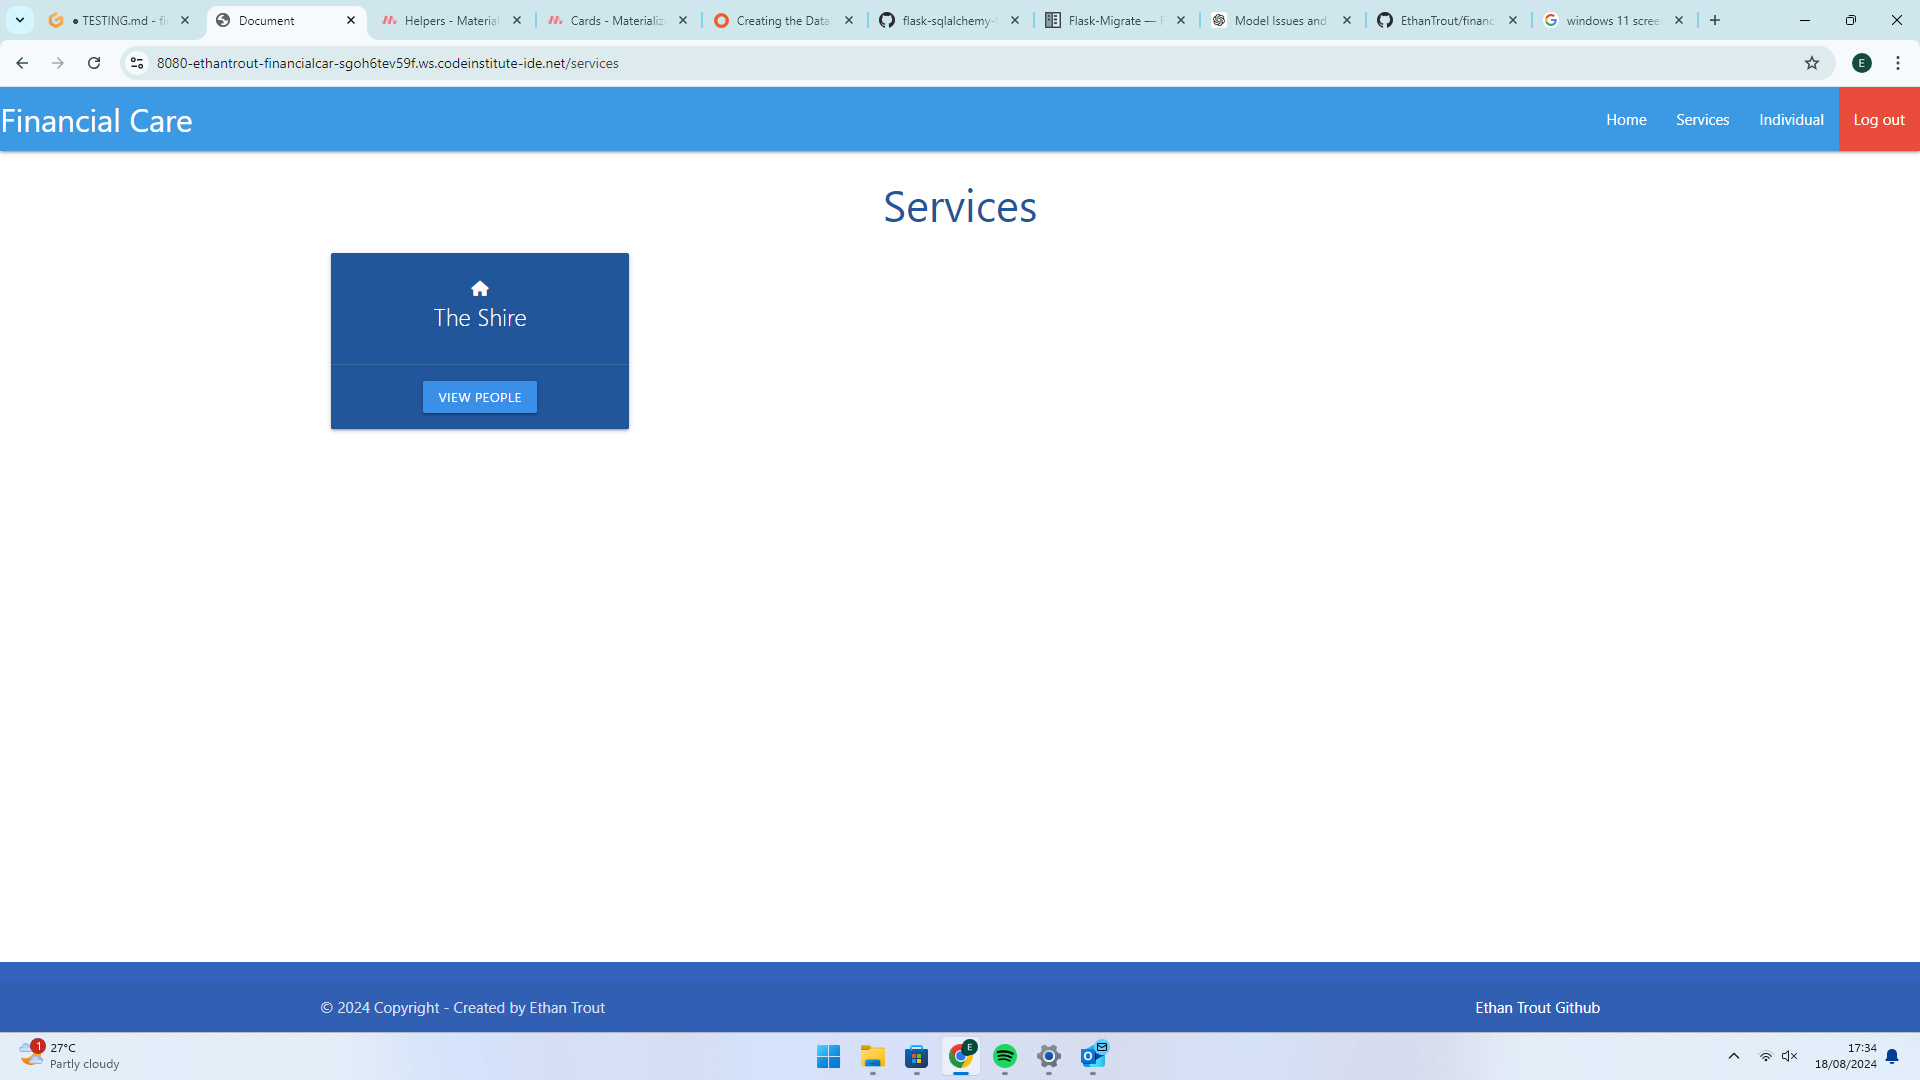 ● TESTING.md - fi
Document
Helpers - Material
Cards - Materializ
Creating the Data
flask-sqlalchemy-
Flask-Migrate —
Model Issues and
EthanTrout/financ
windows 11 scree
8080-ethantrout-financialcar-sgoh6tev59f.ws.codeinstitute-ide.net/services
E
Financial Care
Home
Services
Individual
Log out
Services
The Shire
VIEW PEOPLE
© 2024 Copyright - Created by Ethan Trout
Ethan Trout Github
1
27°C
Partly cloudy
E
17:34
18/08/2024